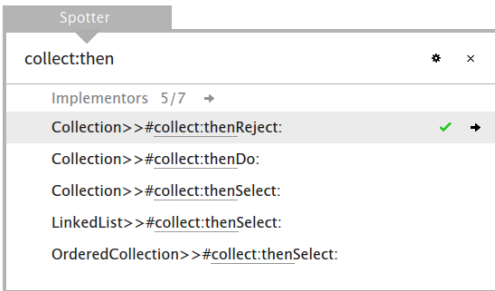 Spotter
collect:then
Implementors 5/7
Collection>>#collect:thenReject:
Collection>>#collect:thenDo:
Collection>>#collect:thenSelect:
LinkedList>>#collect:thenSelect:
OrderedCollection>>#collect:thenSelect: